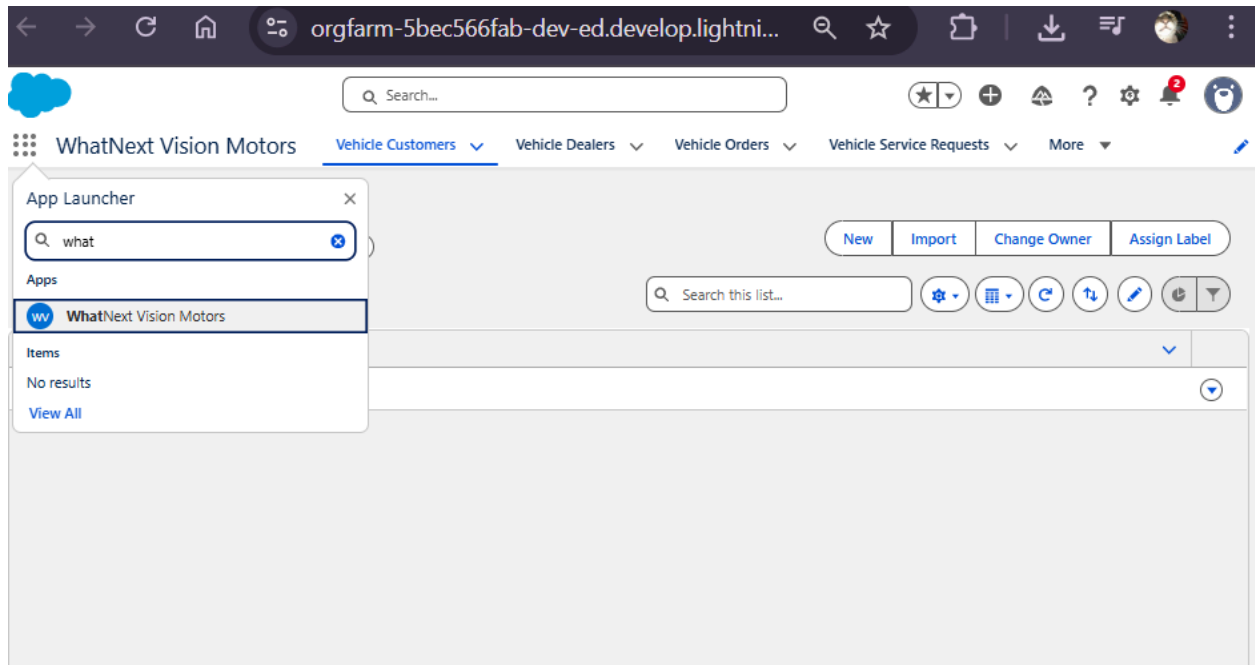 orgfarm-5bec566fab-dev-ed.develop.lightni...
Search...
2
WhatNext Vision Motors
Vehicle Customers
Vehicle Dealers
Vehicle Orders
Vehicle Service Requests
More
App Launcher
what
New
Import
Change Owner
Assign Label
Apps
Search this list...
WV
WhatNext Vision Motors
Items
No results
View All